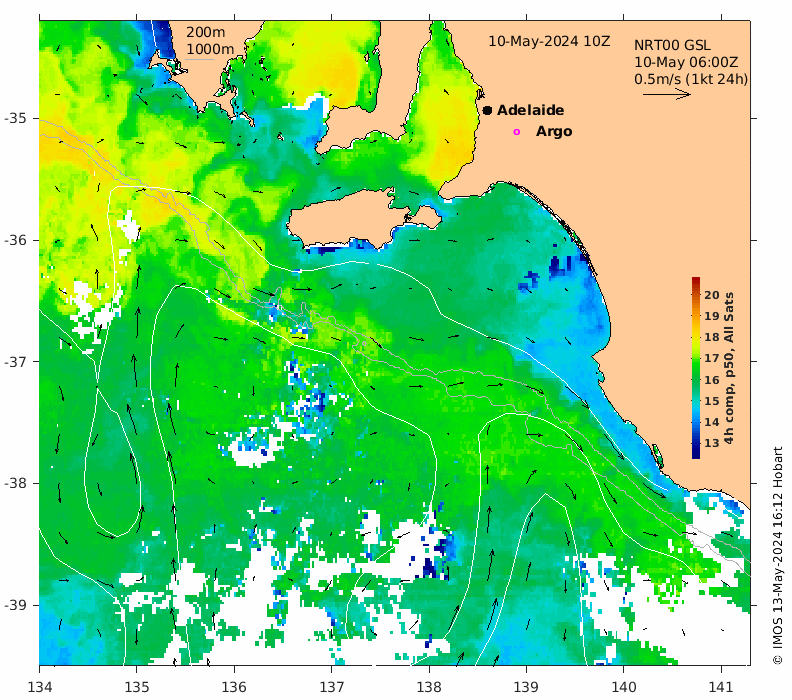 200m
1000m
10-May-2024 10Z
NRT00 GSL
10-May 06:00Z
0.5m/s (1kt 24h)
Adelaide
Argo
-35
-36
-37
-38
-39
20
19
18
17
16
15
14
13
4h comp, p50, All Sats
134
135
136
137
138
139
140
141
© IMOS 13-May-2024 16:12 Hobart